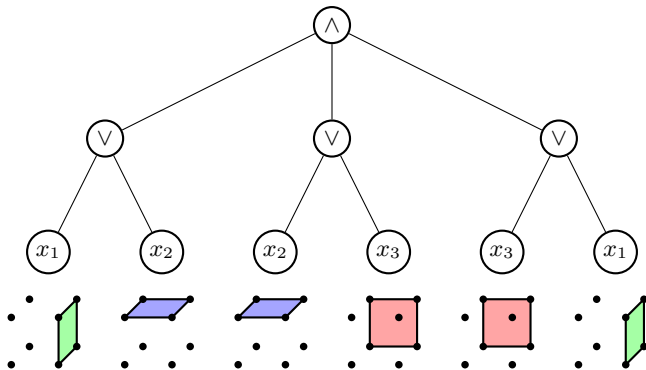 ∧
∨ ∨ ∨
x₁ x₂ x₂ x₃ x₃ x₁